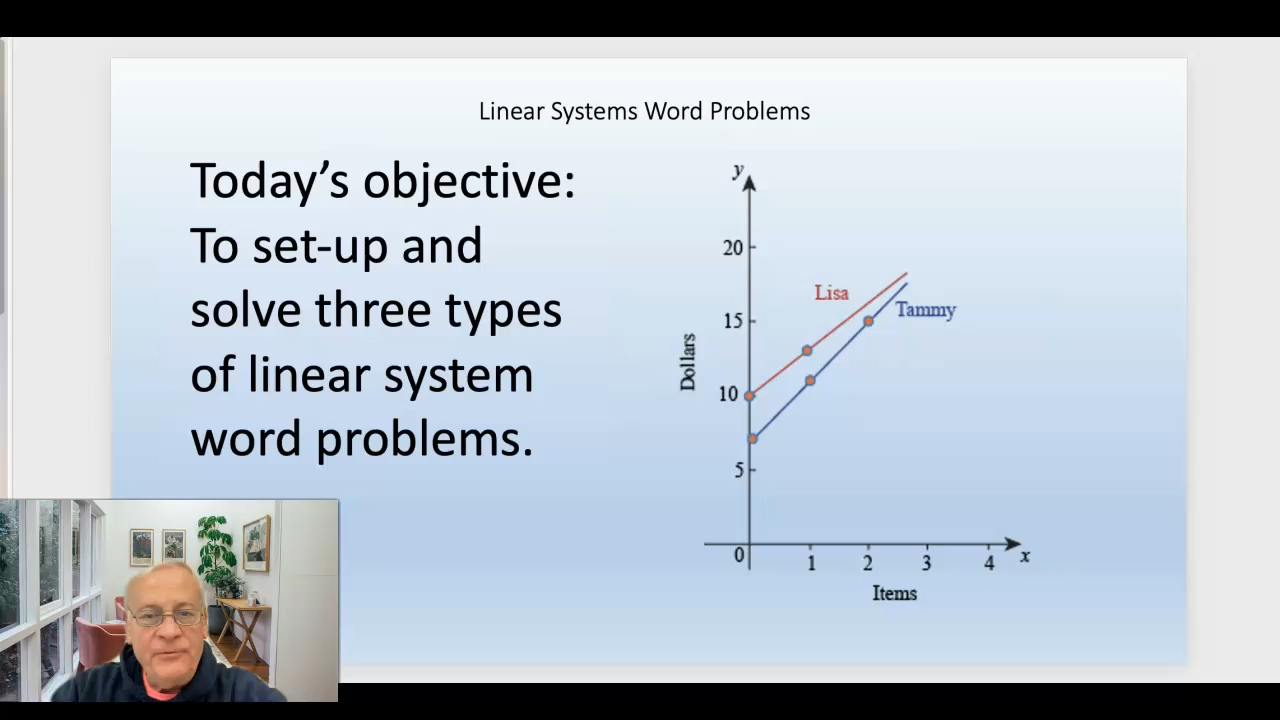 Linear Systems Word Problems
Today’s objective:
To set-up and
solve three types
of linear system
word problems.
y
20
15
10
5
0
1
2
3
4
x
Dollars
Items
Lisa
Tammy